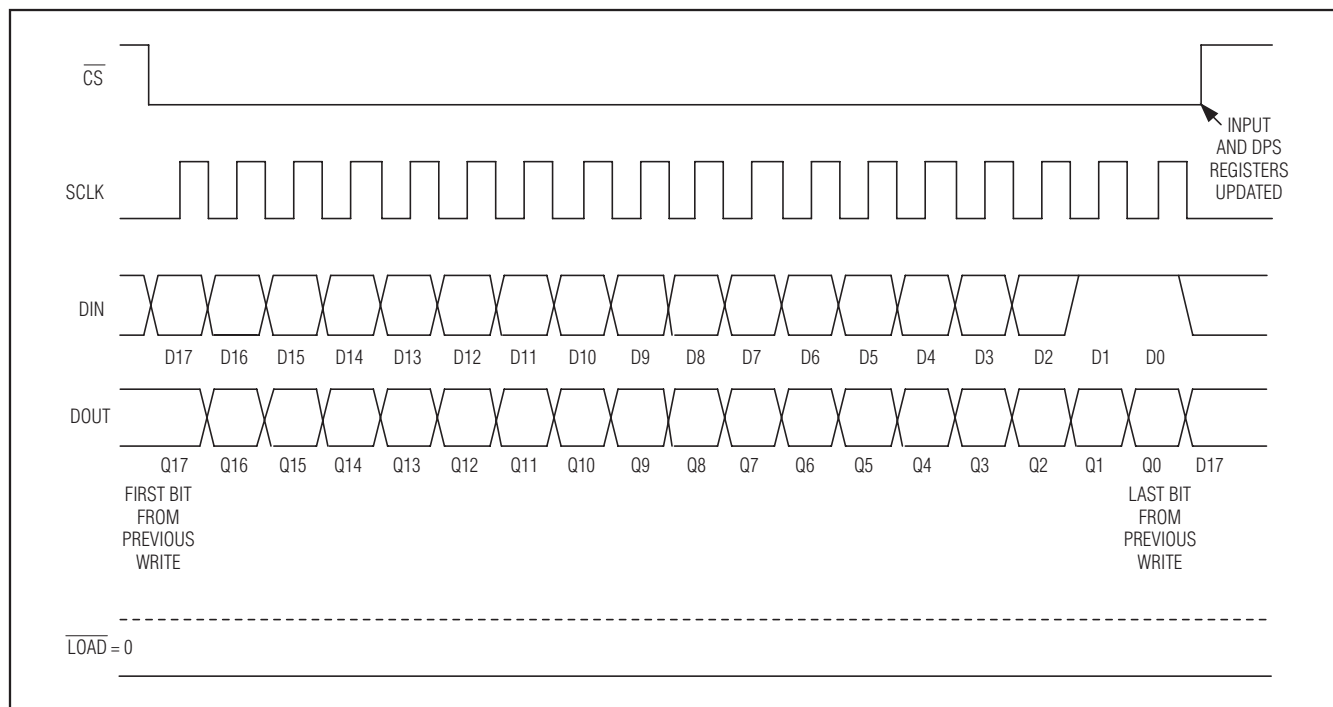 CS
INPUT
AND DPS
REGISTERS
UPDATED
SCLK
DIN
D17 D16 D15 D14 D13 D12 D11 D10 D9 D8 D7 D6 D5 D4 D3 D2 D1 D0
DOUT
Q17 Q16 Q15 Q14 Q13 Q12 Q11 Q10 Q9 Q8 Q7 Q6 Q5 Q4 Q3 Q2 Q1 Q0 D17
FIRST BIT
FROM
PREVIOUS
WRITE
LAST BIT
FROM
PREVIOUS
WRITE
LOAD = 0